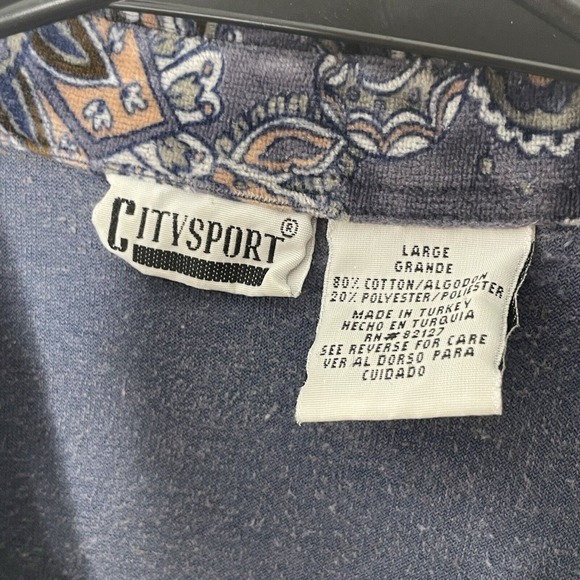 CITYSPORT®
LARGE
GRANDE
80% COTTON/ALGODON
20% POLYESTER/POLIESTER
MADE IN TURKEY
HECHO EN TURQUIA
RN# 82127
SEE REVERSE FOR CARE
VER AL DORSO PARA
CUIDADO